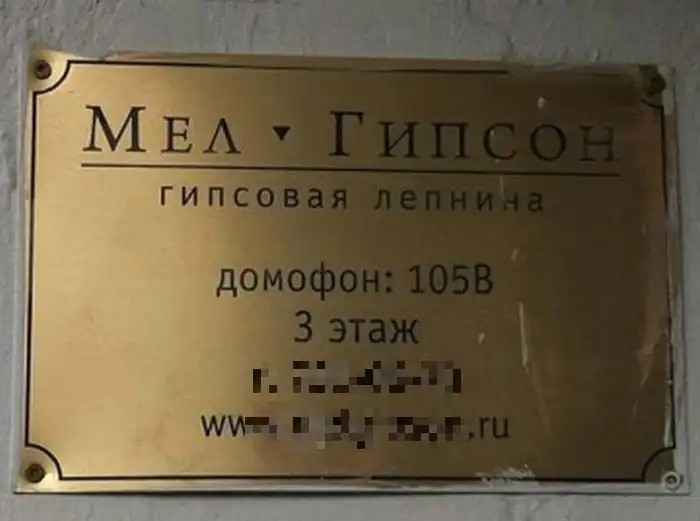 Мел ▾ Гипсон
гипсовая лепнина
домофон: 105В
3 этаж